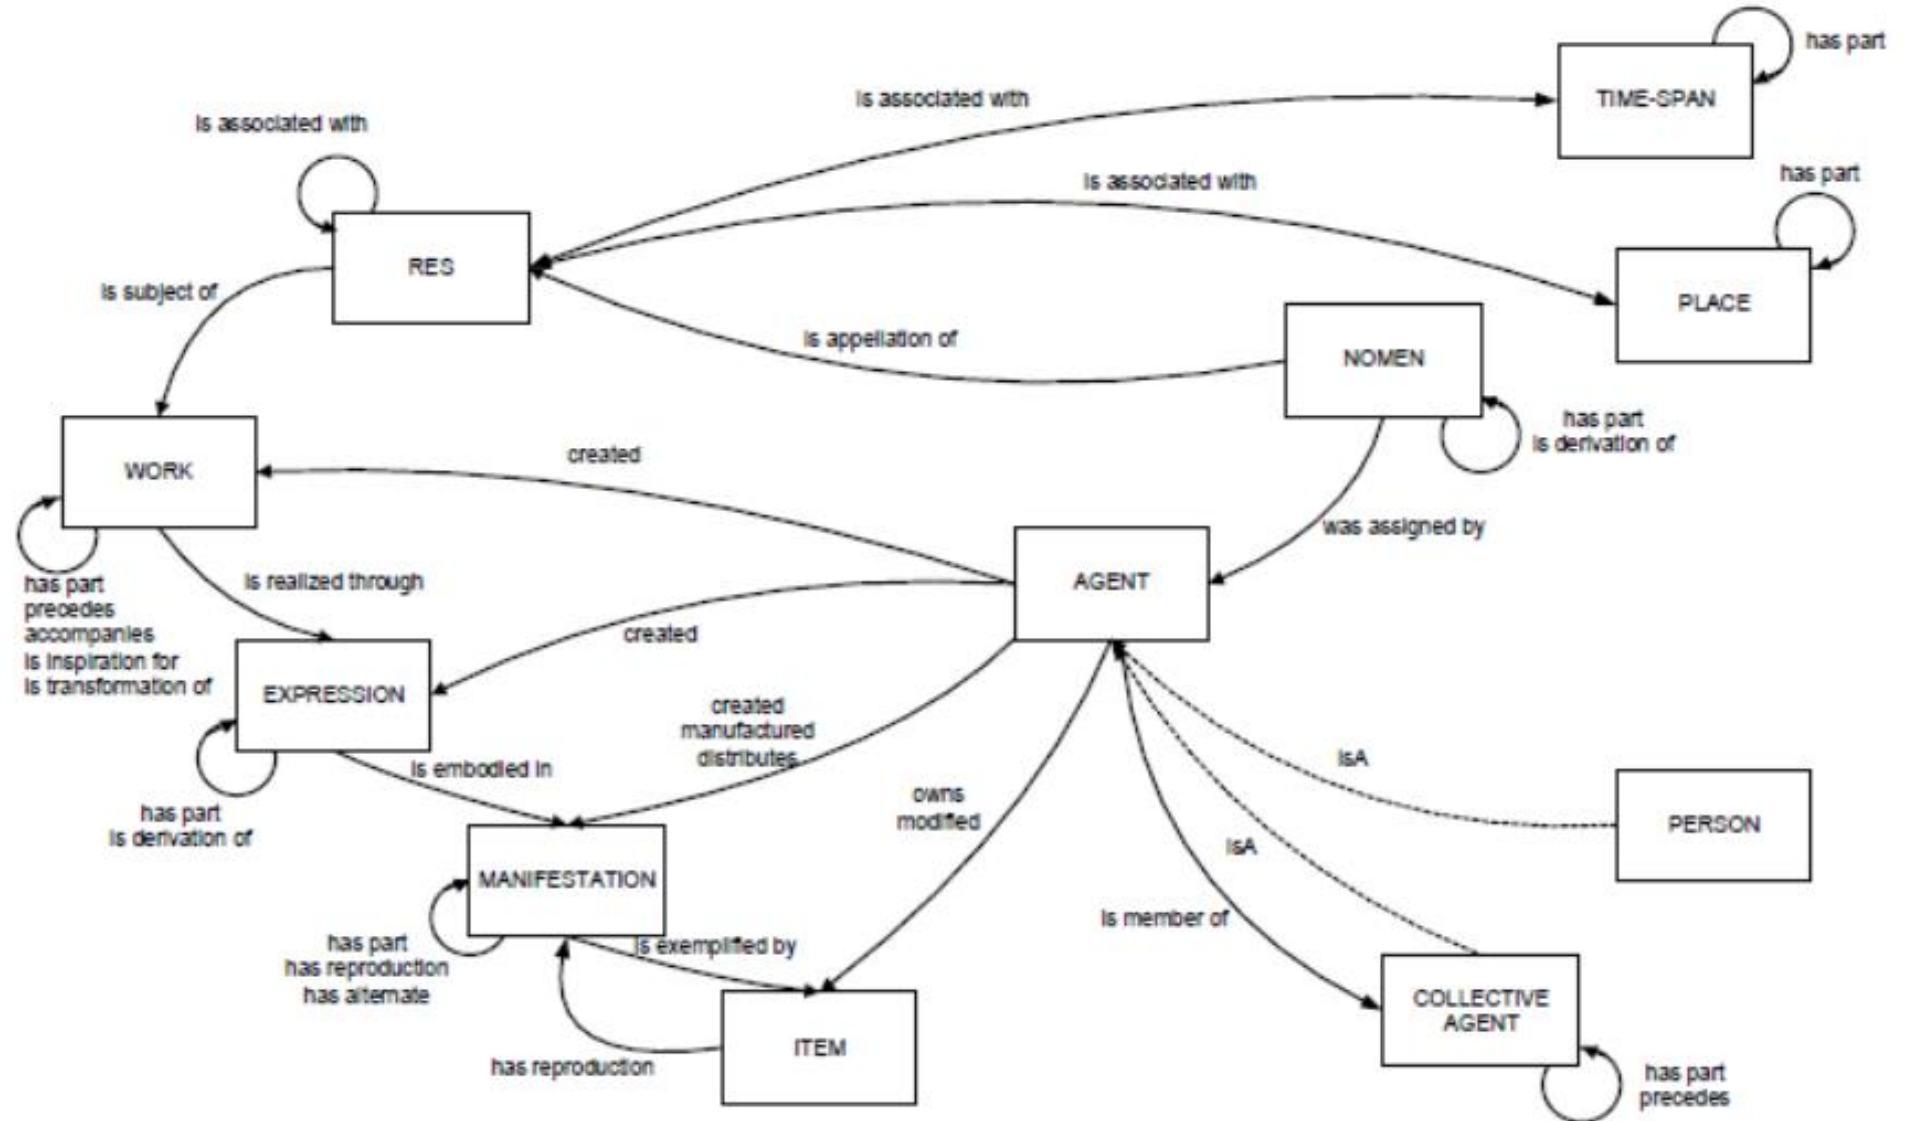 has part
TIME-SPAN
Is associated with
Is associated with
has part
Is associated with
RES
PLACE
Is subject of
Is appellation of
NOMEN
has part
Is derivation of
WORK
created
was assigned by
has part
precedes
accompanies
Is Inspiration for
Is transformation of
Is realized through
AGENT
created
EXPRESSION
created
manufactured
distributes
has part
Is derivation of
Is embodied In
owns
modified
IsA
PERSON
IsA
MANIFESTATION
Is member of
has part
has reproduction
has alternate
Is exemplified by
COLLECTIVE
AGENT
ITEM
has reproduction
has part
precedes